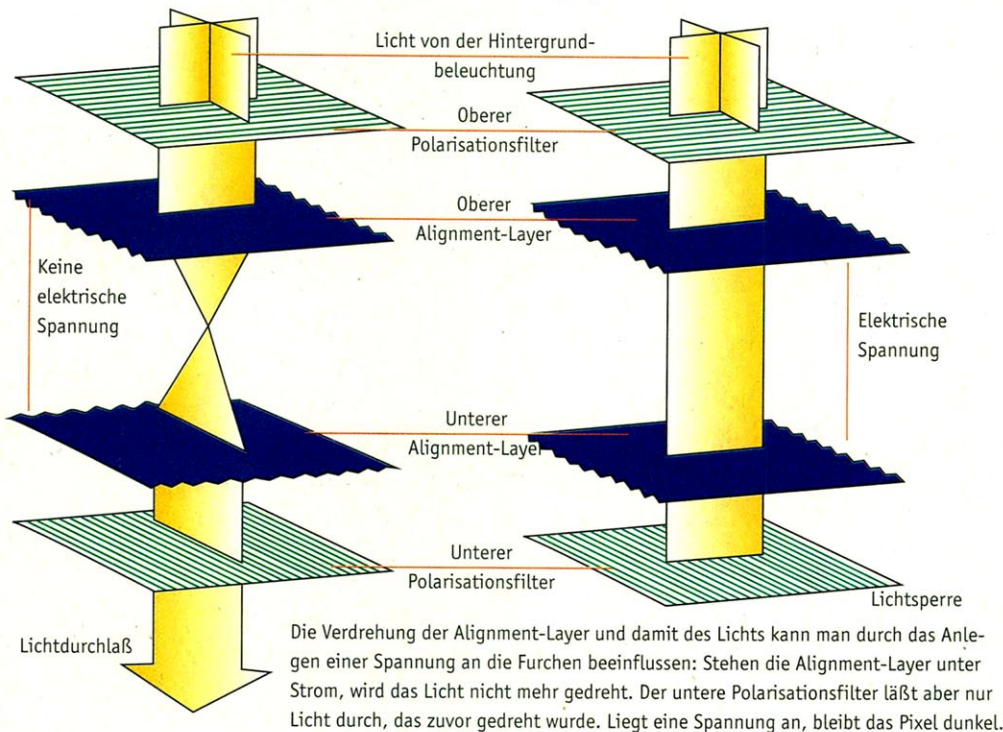 Licht von der Hintergrund-
beleuchtung
Oberer
Polarisationsfilter
Oberer
Alignment-Layer
Keine
elektrische
Spannung
Elektrische
Spannung
Unterer
Alignment-Layer
Unterer
Polarisationsfilter
Lichtsperre
Lichtdurchlaß
Die Verdrehung der Alignment-Layer und damit des Lichts kann man durch das Anle-
gen einer Spannung an die Furchen beeinflussen: Stehen die Alignment-Layer unter
Strom, wird das Licht nicht mehr gedreht. Der untere Polarisationsfilter läßt aber nur
Licht durch, das zuvor gedreht wurde. Liegt eine Spannung an, bleibt das Pixel dunkel.